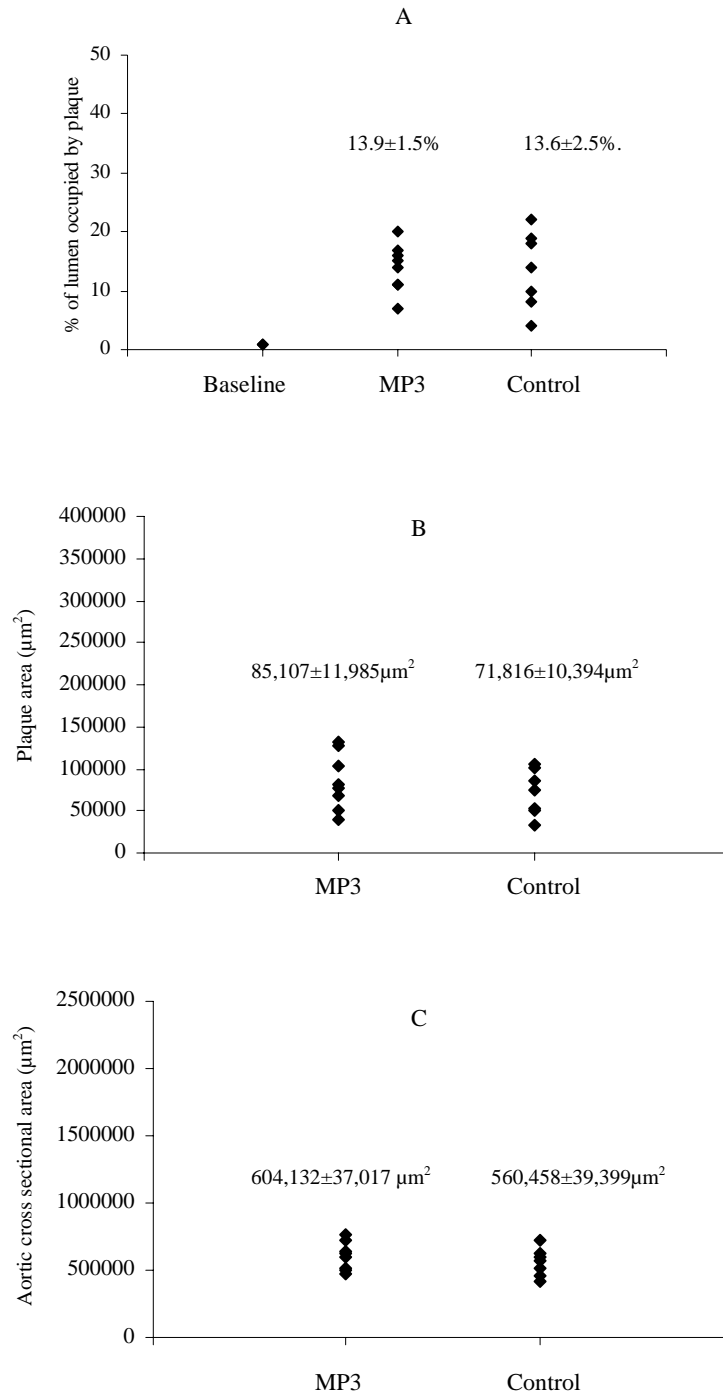 A
% of lumen occupied by plaque
50
40
30
20
10
0
13.9±1.5%
13.6±2.5%.
Baseline
MP3
Control
B
Plaque area (µm²)
400000
350000
300000
250000
200000
150000
100000
50000
0
85,107±11,985µm²
71,816±10,394µm²
MP3
Control
C
Aortic cross sectional area (µm²)
2500000
2000000
1500000
1000000
500000
0
604,132±37,017 µm²
560,458±39,399µm²
MP3
Control